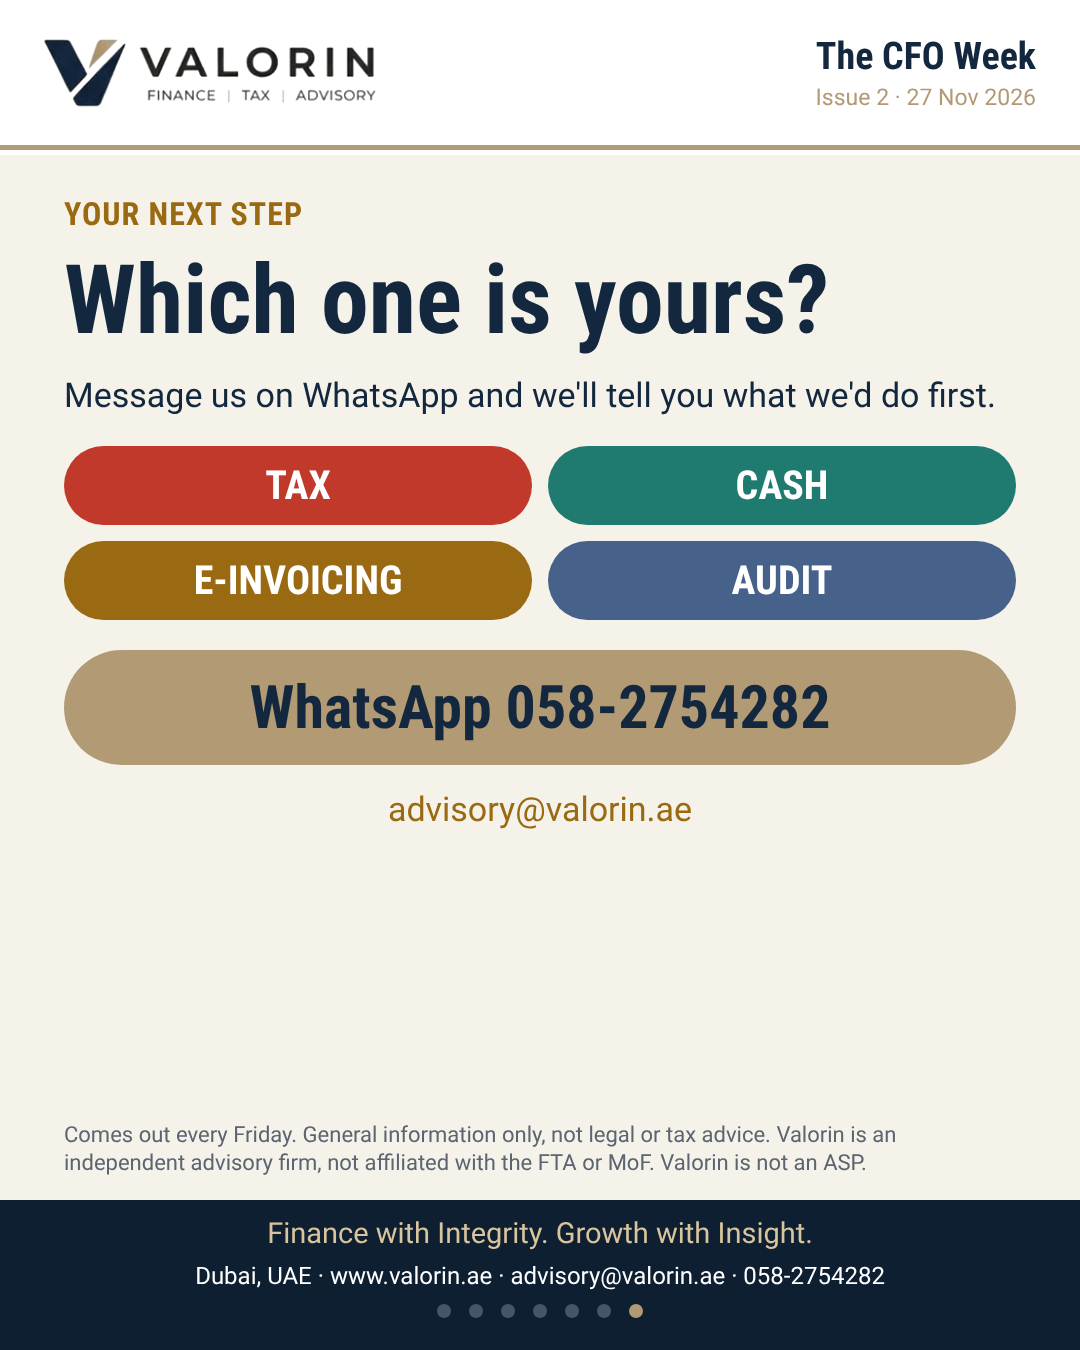 VALORIN
FINANCE | TAX | ADVISORY
The CFO Week
Issue 2 · 27 Nov 2026
YOUR NEXT STEP
Which one is yours?
Message us on WhatsApp and we'll tell you what we'd do first.
TAX
CASH
E-INVOICING
AUDIT
WhatsApp 058-2754282
advisory@valorin.ae
Comes out every Friday. General information only, not legal or tax advice. Valorin is an
independent advisory firm, not affiliated with the FTA or MoF. Valorin is not an ASP.
Finance with Integrity. Growth with Insight.
Dubai, UAE · www.valorin.ae · advisory@valorin.ae · 058-2754282